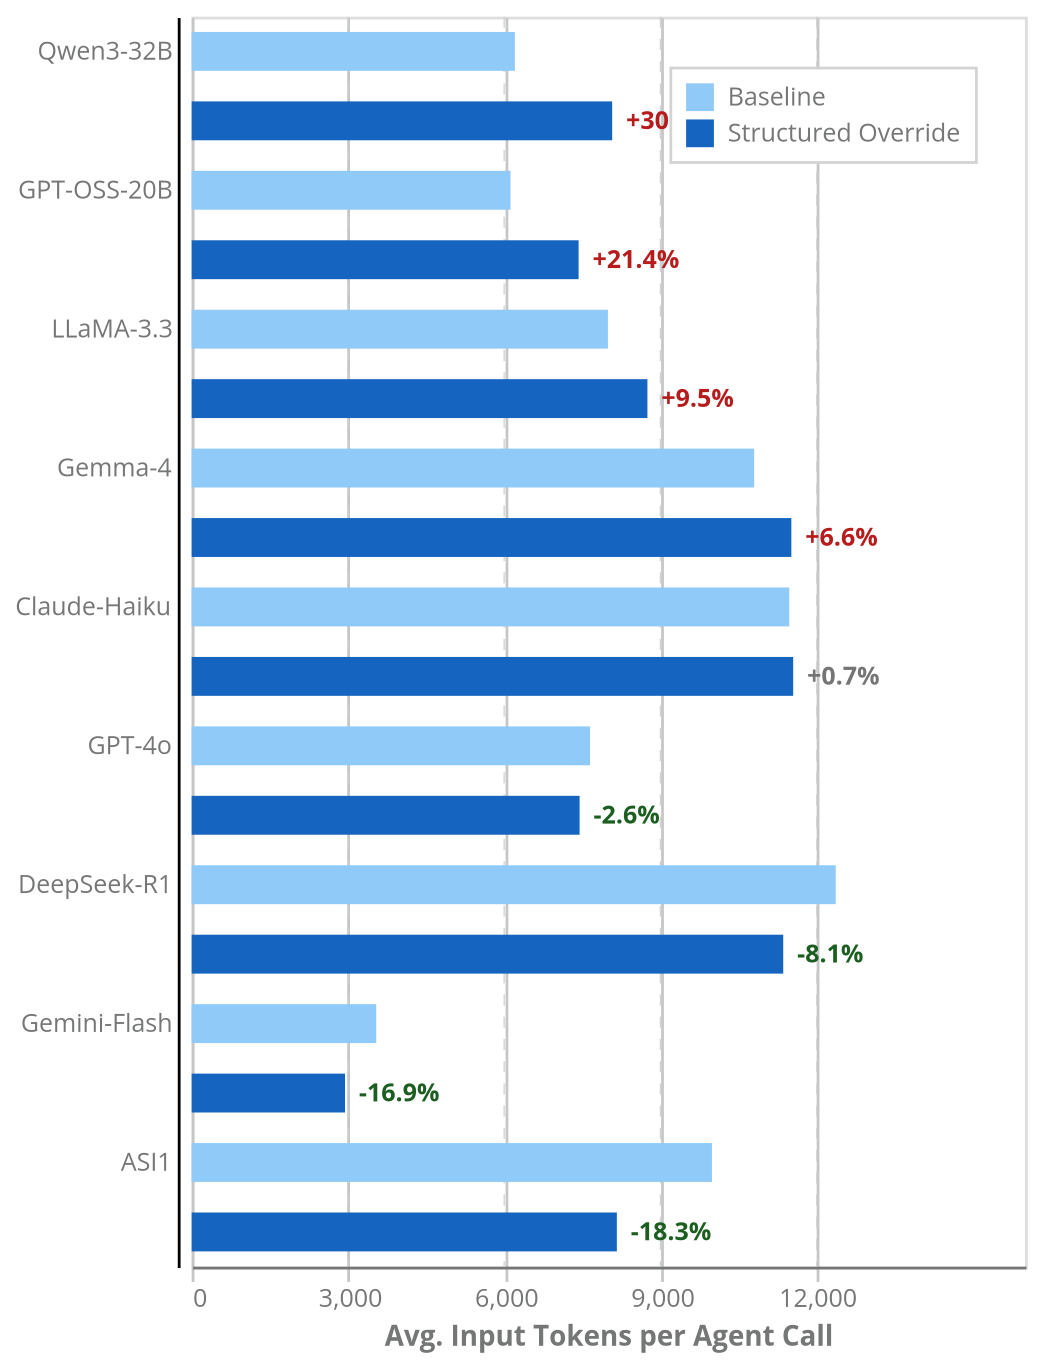 Qwen3-32B
Baseline
+30
Structured Override
GPT-OSS-20B
+21.4%
LLaMA-3.3
+9.5%
Gemma-4
+6.6%
Claude-Haiku
+0.7%
GPT-4o
-2.6%
DeepSeek-R1
-8.1%
Gemini-Flash
-16.9%
ASI1
-18.3%
0 3,000 6,000 9,000 12,000
Avg. Input Tokens per Agent Call